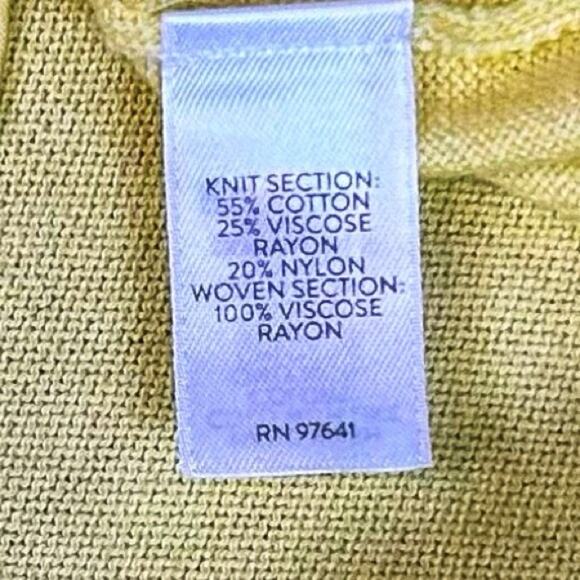 KNIT SECTION:
55% COTTON
25% VISCOSE
RAYON
20% NYLON
WOVEN SECTION:
100% VISCOSE
RAYON
RN 97641